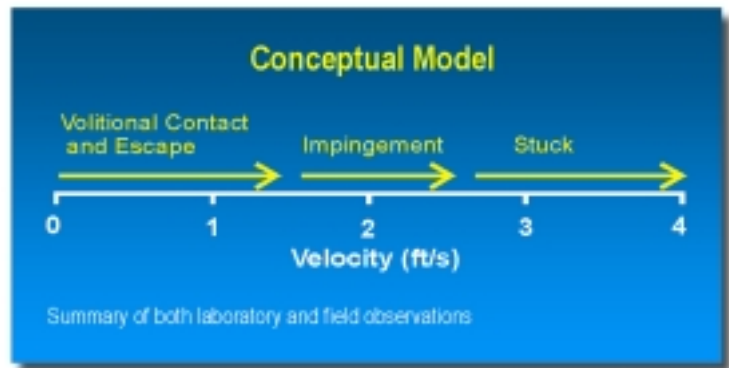 Conceptual Model
Volitional Contact
and Escape
Impingement
Stuck
0 1 2 3 4
Velocity (ft/s)
Summary of both laboratory and field observations